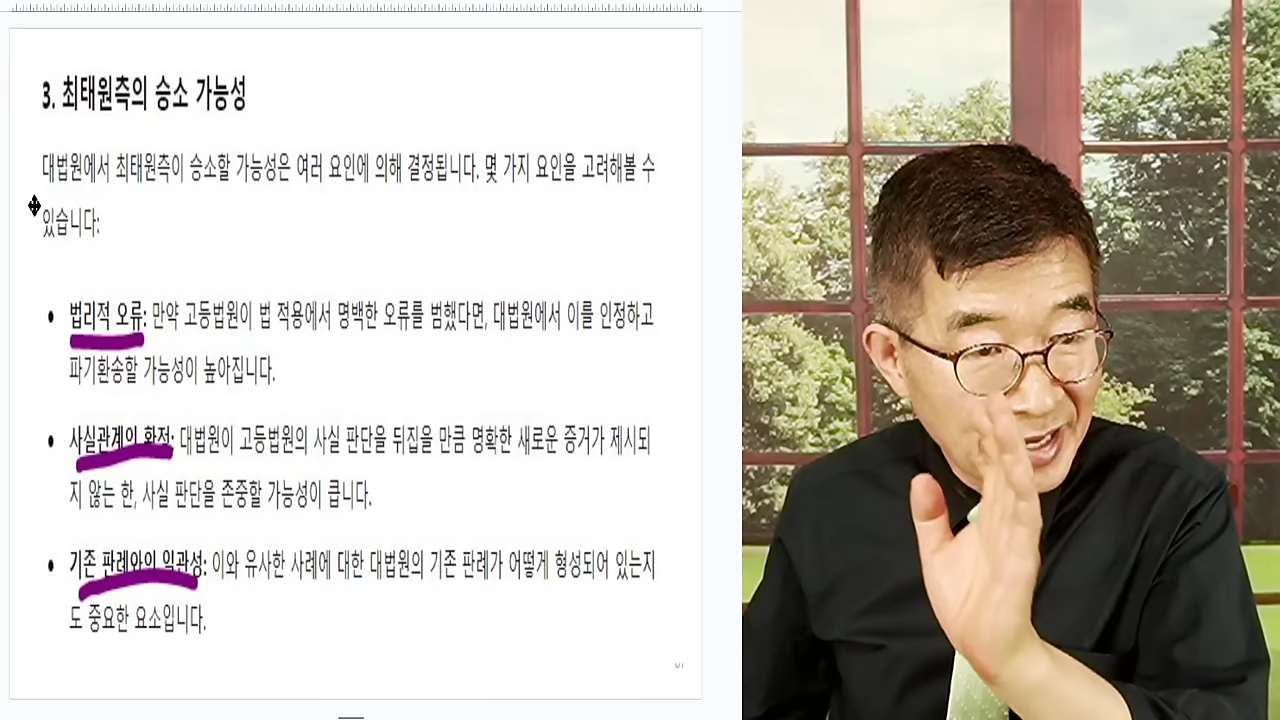 3. 최태원측의 승소 가능성
대법원에서 최태원측이 승소할 가능성은 여러 요인에 의해 결정됩니다. 몇 가지 요인을 고려해볼 수
있습니다:
• 법리적 오류: 만약 고등법원이 법 적용에서 명백한 오류를 범했다면, 대법원에서 이를 인정하고
파기환송할 가능성이 높아집니다.
• 사실관계의 확정: 대법원이 고등법원의 사실 판단을 뒤집을 만큼 명확한 새로운 증거가 제시되
지 않는 한, 사실 판단을 존중할 가능성이 큽니다.
• 기존 판례와의 일관성: 이와 유사한 사례에 대한 대법원의 기존 판례가 어떻게 형성되어 있는지
도 중요한 요소입니다.